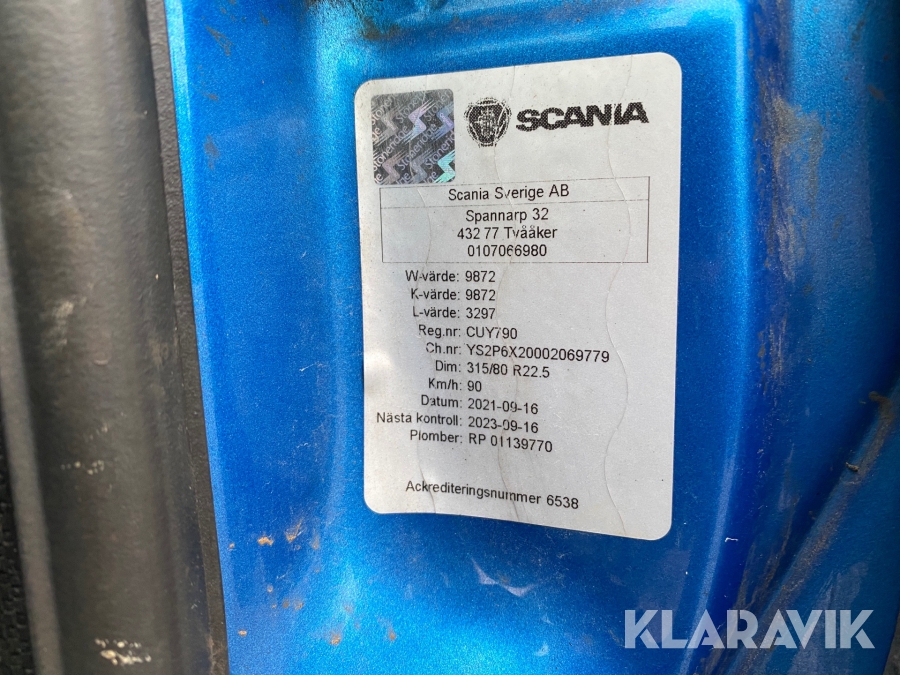 Stoneridge
SCANIA
Scania Sverige AB
Spannarp 32
432 77 Tvååker
0107066980
W-värde: 9872
K-värde: 9872
L-värde: 3297
Reg.nr: CUY790
Ch.nr: YS2P6X20002069779
Dim: 315/80 R22.5
Km/h: 90
Datum: 2021-09-16
Nästa kontroll: 2023-09-16
Plomber: RP 01139770
Ackrediteringsnummer 6538
KLARAVIK